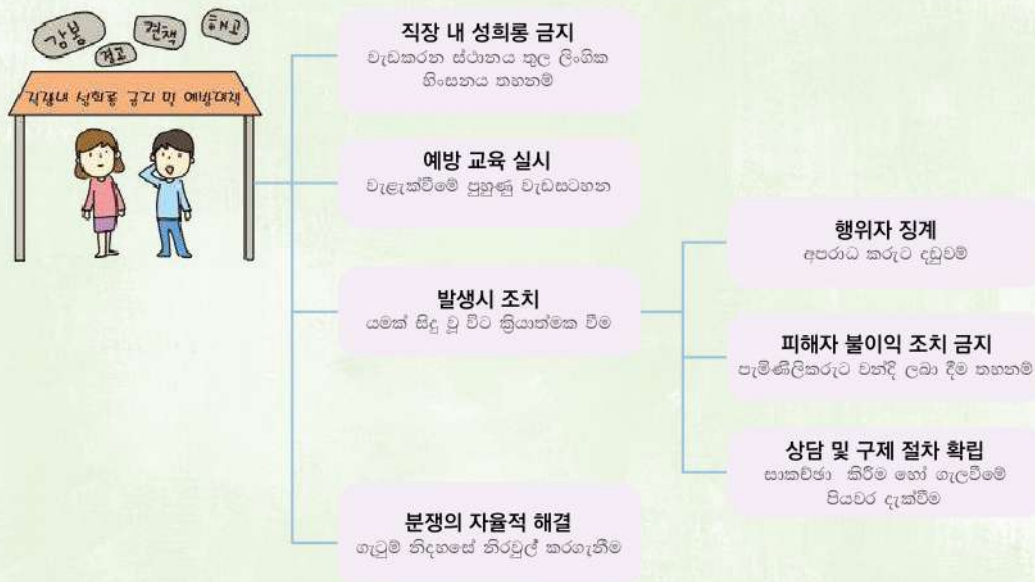 감봉
경고
견책
해고
직장내 성희롱 금지 및 예방대책
직장 내 성희롱 금지
වැඩකරන ස්ථානය තුල ලිංගික
හිංසනය තහනම්
예방 교육 실시
වැළැක්වීමේ පුහුණු වැඩසටහන
발생시 조치
යමක් සිදු වූ විට ක්‍රියාත්මක වීම
분쟁의 자율적 해결
ගැටුම් නිදහසේ නිරවුල් කරගැනීම
행위자 징계
අපරාධ කරුට දඩුවම්
피해자 불이익 조치 금지
පැමිණිලිකරුට වන්දි ලබා දීම තහනම්
상담 및 구제 절차 확립
සාකච්ඡා කිරීම හෝ ගැලවීමේ
පියවර දැක්වීම